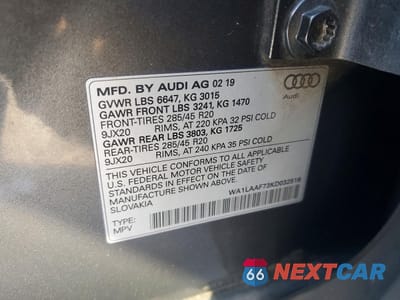 MFD. BY AUDI AG 02 19
GVWR LBS 6647, KG 3015
GAWR FRONT LBS 3241, KG 1470
FRONT-TIRES 285/45 R20
9JX20 RIMS, AT 220 KPA 32 PSI COLD
GAWR REAR LBS 3803, KG 1725
REAR-TIRES 285/45 R20
9JX20 RIMS, AT 240 KPA 35 PSI COLD
THIS VEHICLE CONFORMS TO ALL APPLICABLE
U.S. FEDERAL MOTOR VEHICLE SAFETY
STANDARDS IN EFFECT ON THE DATE OF
MANUFACTURE SHOWN ABOVE.
SLOVAKIA
WA1LAAF73KD032516
TYPE:
MPV
Audi
66 NEXTCAR